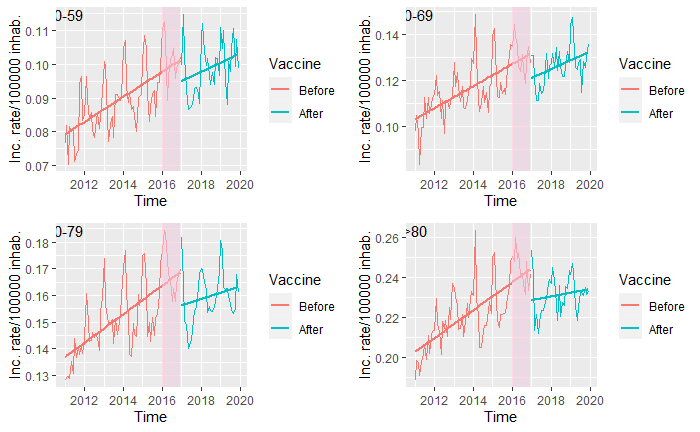 0-59
0.11
0.10
0.09
0.08
0.07
Inc. rate/100000 inhab.
2012 2014 2016 2018 2020
Time
Vaccine
Before
After
0-69
0.14
0.12
0.10
Inc. rate/100000 inhab.
2012 2014 2016 2018 2020
Time
Vaccine
Before
After
0-79
0.18
0.17
0.16
0.15
0.14
0.13
Inc. rate/100000 inhab.
2012 2014 2016 2018 2020
Time
Vaccine
Before
After
>80
0.26
0.24
0.22
0.20
Inc. rate/100000 inhab.
2012 2014 2016 2018 2020
Time
Vaccine
Before
After